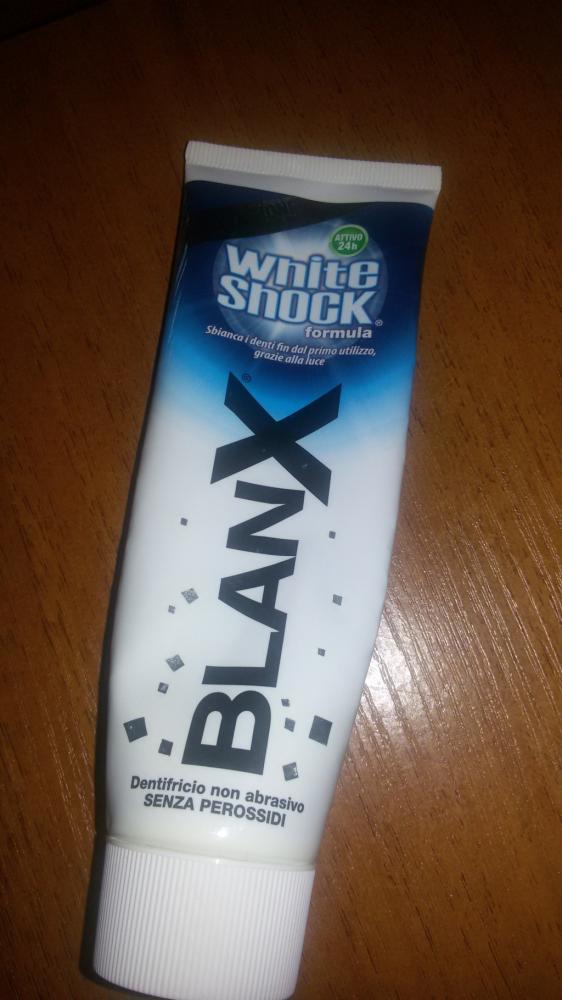 ATTIVO
24h
White
Shock®
formula
Sbianca i denti fin dal primo utilizzo,
grazie alla luce
BLANX®
Dentifricio non abrasivo
SENZA PEROSSIDI